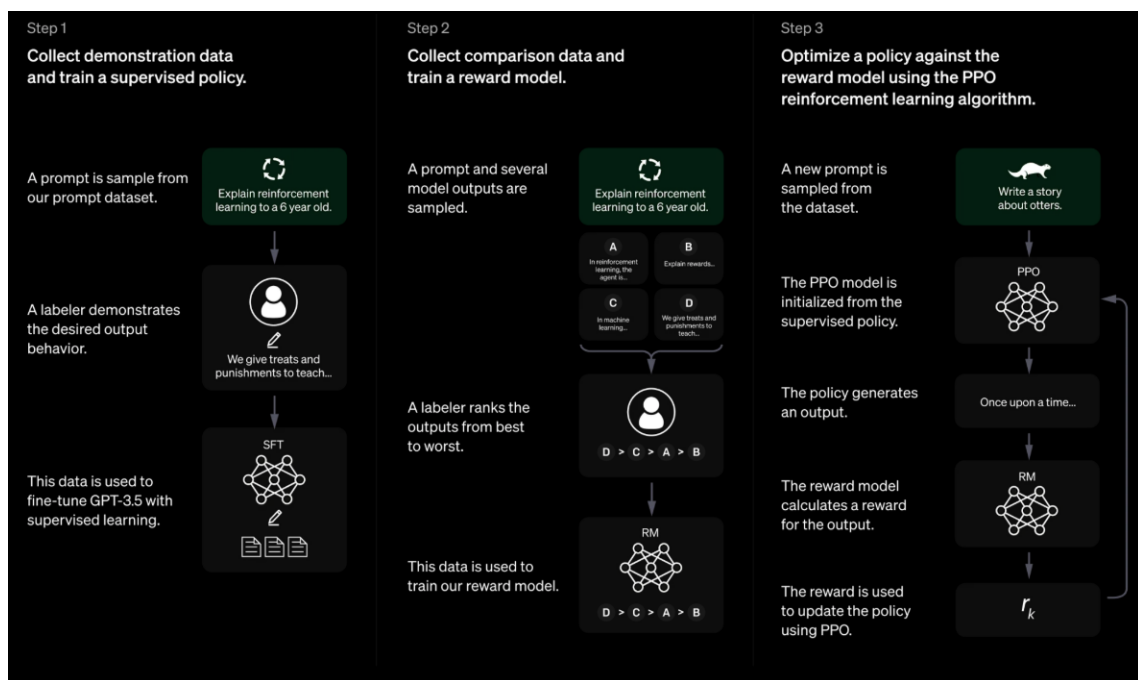 Step 1
Collect demonstration data
and train a supervised policy.
A prompt is sample from
our prompt dataset.
Explain reinforcement
learning to a 6 year old.
A labeler demonstrates
the desired output
behavior.
We give treats and
punishments to teach...
This data is used to
fine-tune GPT-3.5 with
supervised learning.
SFT
Step 2
Collect comparison data and
train a reward model.
A prompt and several
model outputs are
sampled.
Explain reinforcement
learning to a 6 year old.
A
In reinforcement
learning, the
agent is...
B
Explain rewards...
C
In machine
learning...
D
We give treats and
punishments to
teach...
A labeler ranks the
outputs from best
to worst.
D > C > A > B
This data is used to
train our reward model.
RM
D > C > A > B
Step 3
Optimize a policy against the
reward model using the PPO
reinforcement learning algorithm.
A new prompt is
sampled from
the dataset.
Write a story
about otters.
The PPO model is
initialized from the
supervised policy.
PPO
The policy generates
an output.
Once upon a time...
The reward model
calculates a reward
for the output.
RM
The reward is used
to update the policy
using PPO.
r_k